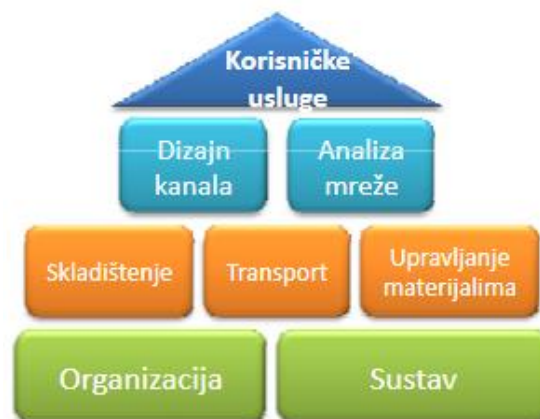 Korisničke
usluge
Dizajn
kanala
Analiza
mreže
Skladištenje
Transport
Upravljanje
materijalima
Organizacija
Sustav